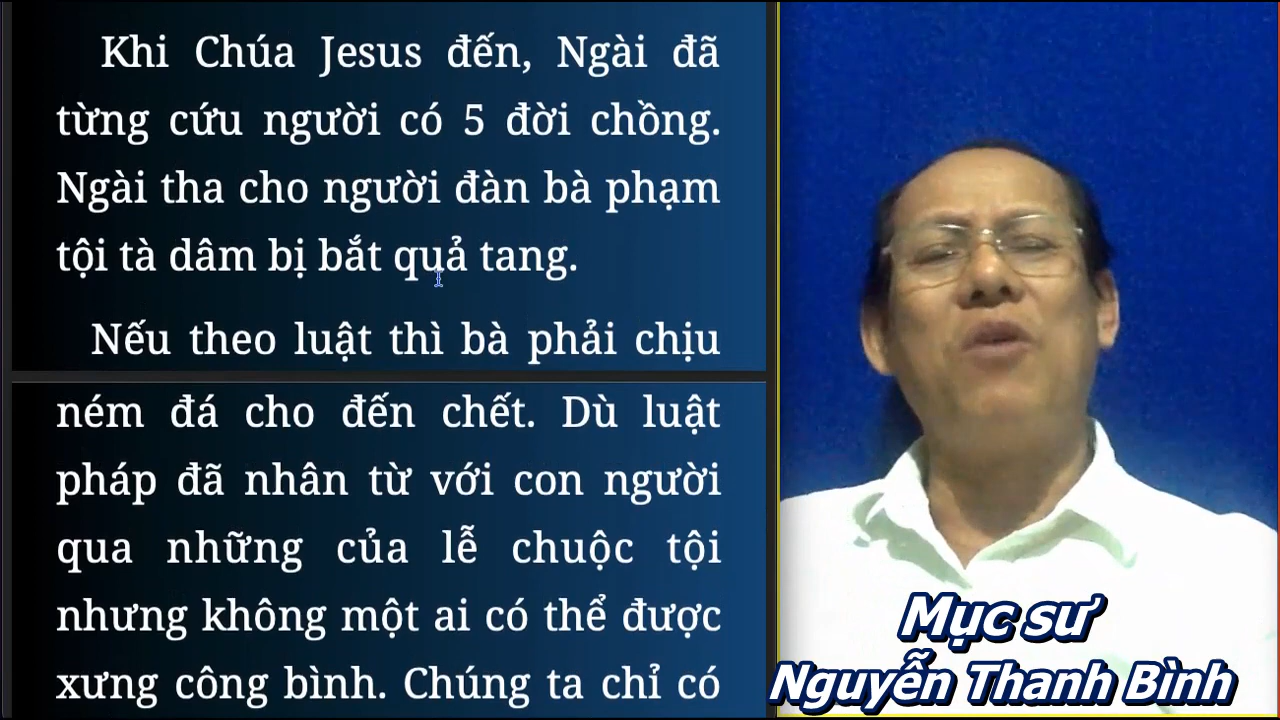 Khi Chúa Jesus đến, Ngài đã
từng cứu người có 5 đời chồng.
Ngài tha cho người đàn bà phạm
tội tà dâm bị bắt quả tang.
Nếu theo luật thì bà phải chịu
ném đá cho đến chết. Dù luật
pháp đã nhân từ với con người
qua những của lễ chuộc tội
nhưng không một ai có thể được
xưng công bình. Chúng ta chỉ có
Mục sư
Nguyễn Thanh Bình